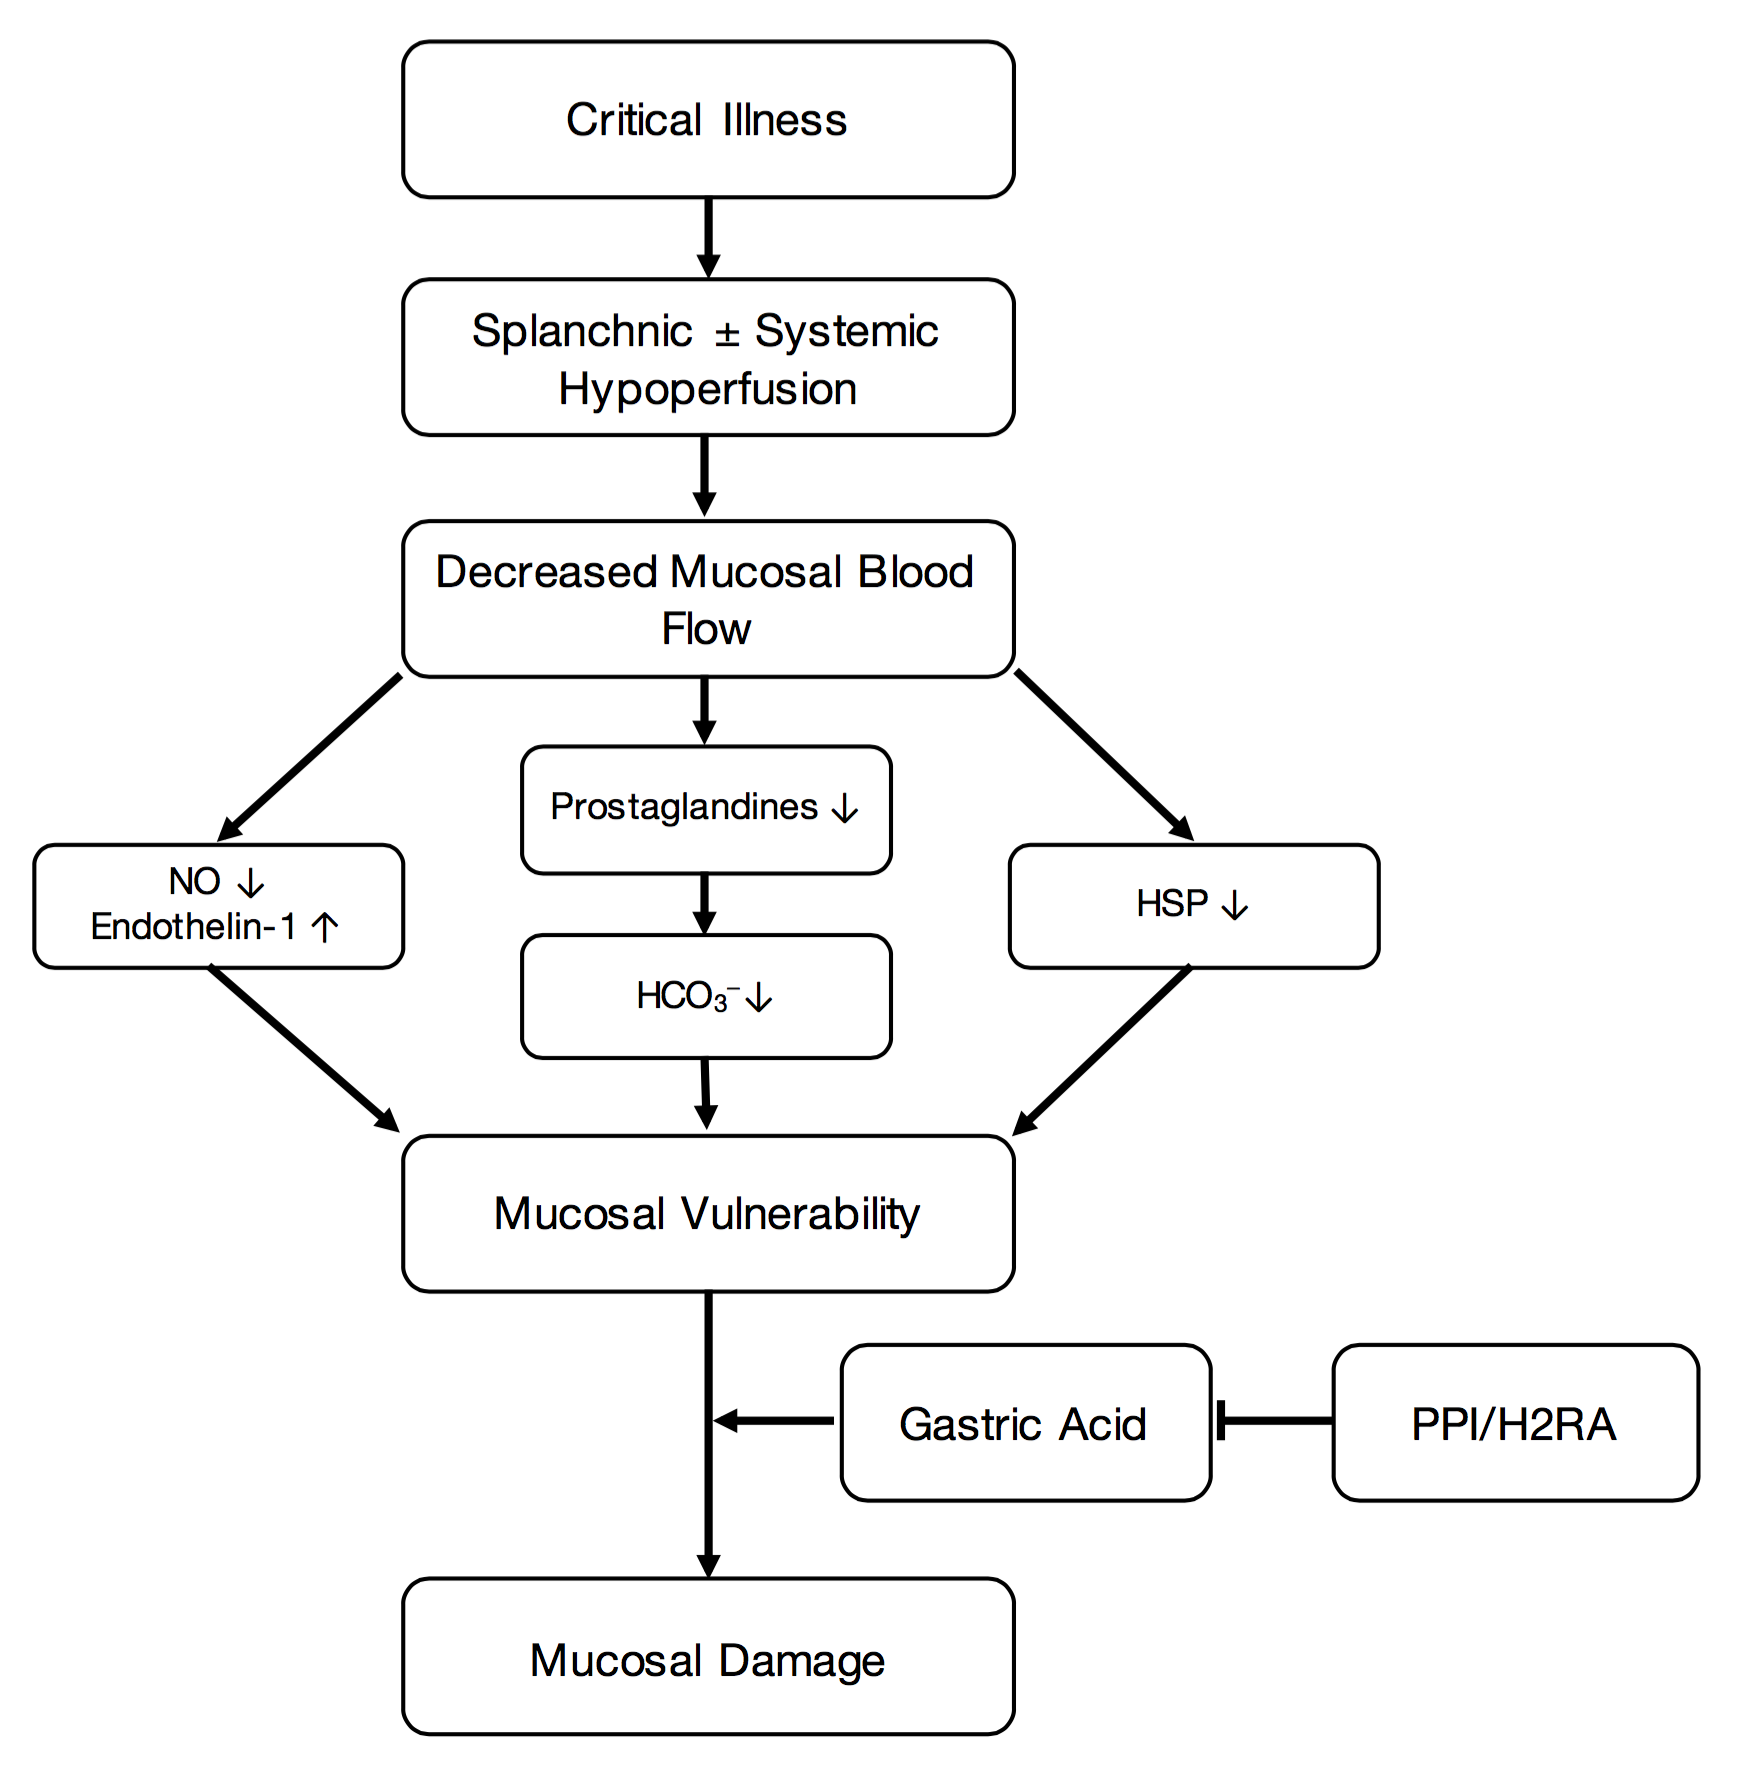 Critical Illness
Splanchnic ± Systemic
Hypoperfusion
Decreased Mucosal Blood
Flow
Prostaglandines ↓
NO ↓
Endothelin-1 ↑
HSP ↓
HCO₃⁻↓
Mucosal Vulnerability
Gastric Acid
PPI/H2RA
Mucosal Damage